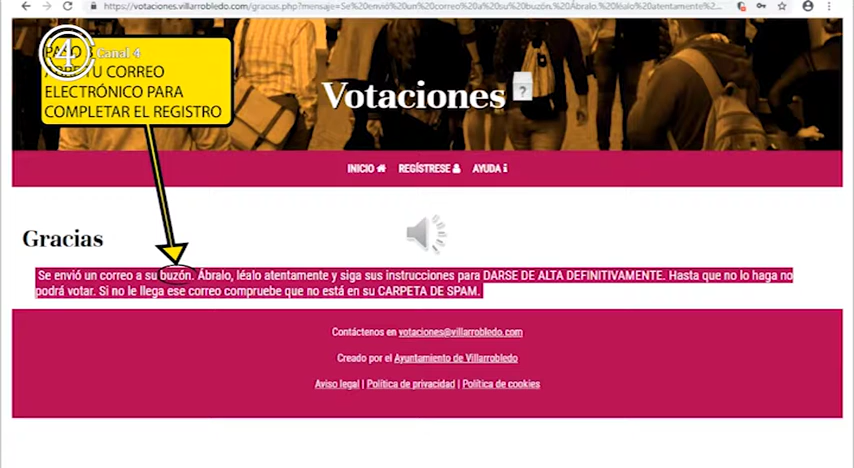 https://votaciones.villarrobledo.com/gracias.php?mensaje=Se%20envió%20un%20correo%20a%20su%20buzón.%20Ábralo,%20léalo%20atentamente%2...
4 Canal 4
TU CORREO
ELECTRÓNICO PARA
COMPLETAR EL REGISTRO
Votaciones ?
INICIO REGÍSTRESE AYUDA
Gracias
Se envió un correo a su buzón. Ábralo, léalo atentamente y siga sus instrucciones para DARSE DE ALTA DEFINITIVAMENTE. Hasta que no lo haga no
podrá votar. Si no le llega ese correo compruebe que no está en su CARPETA DE SPAM.
Contáctenos en votaciones@villarrobledo.com
Creado por el Ayuntamiento de Villarrobledo
Aviso legal | Política de privacidad | Política de cookies